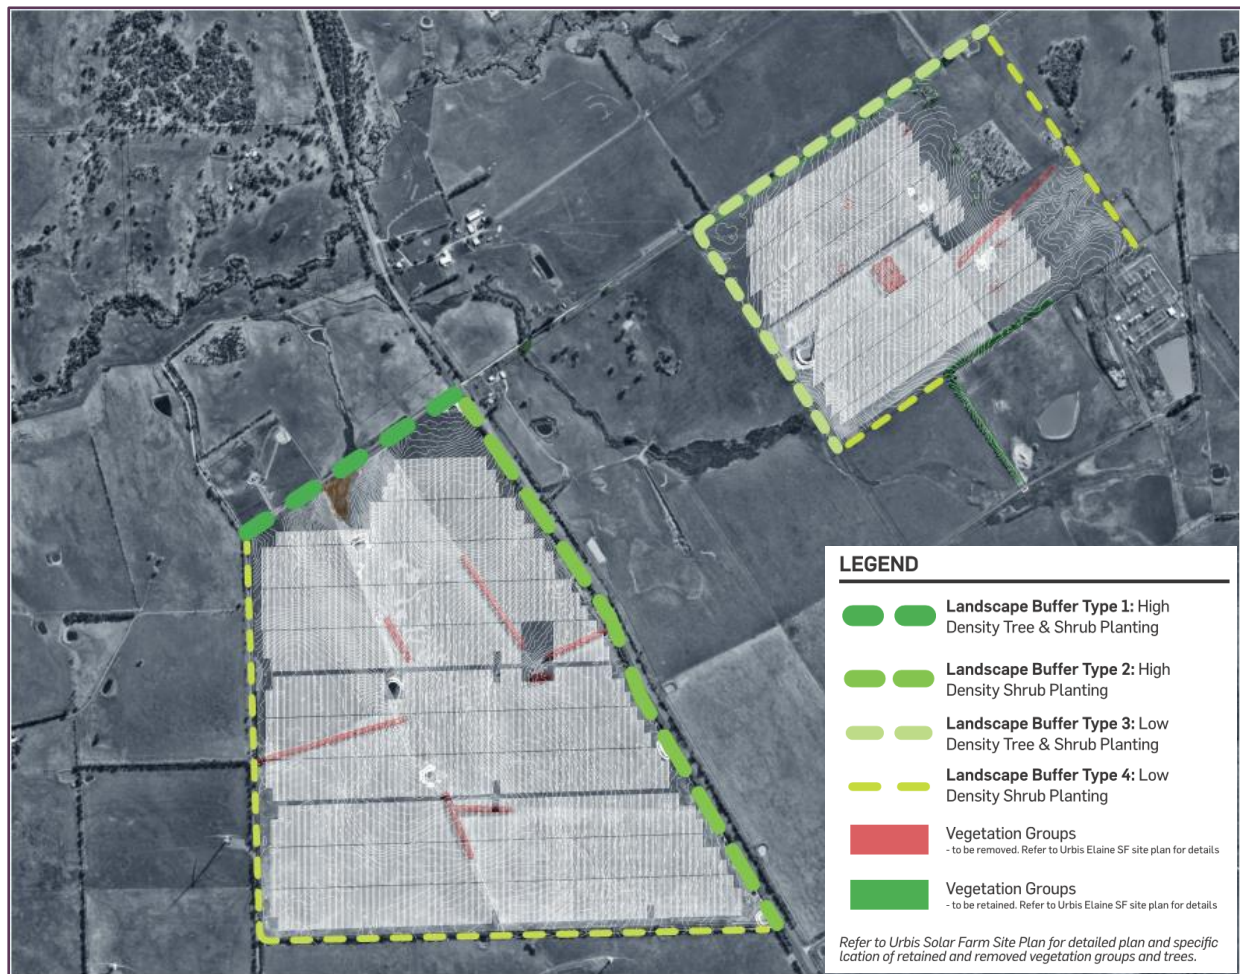 LEGEND
Landscape Buffer Type 1: High
Density Tree & Shrub Planting
Landscape Buffer Type 2: High
Density Shrub Planting
Landscape Buffer Type 3: Low
Density Tree & Shrub Planting
Landscape Buffer Type 4: Low
Density Shrub Planting
Vegetation Groups
- to be removed. Refer to Urbis Elaine SF site plan for details
Vegetation Groups
- to be retained. Refer to Urbis Elaine SF site plan for details
Refer to Urbis Solar Farm Site Plan for detailed plan and specific
lcation of retained and removed vegetation groups and trees.